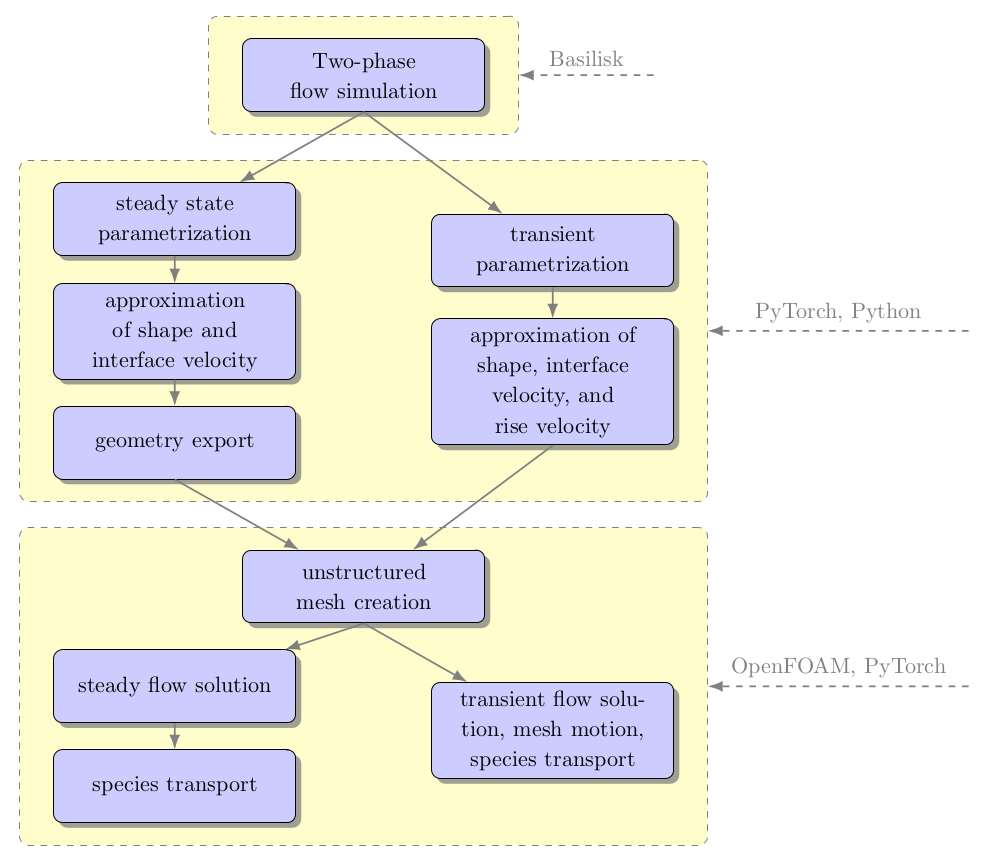 Two-phase
flow simulation
Basilisk
steady state
parametrization
transient
parametrization
approximation
of shape and
interface velocity
approximation of
shape, interface
velocity, and
rise velocity
PyTorch, Python
geometry export
unstructured
mesh creation
steady flow solution
transient flow solu-
tion, mesh motion,
species transport
OpenFOAM, PyTorch
species transport